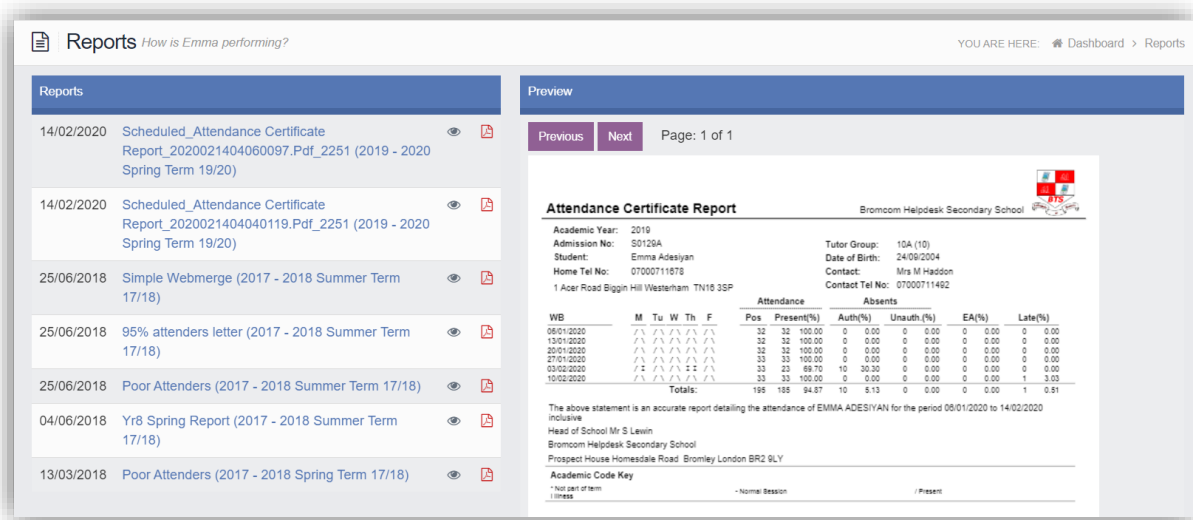 Reports How is Emma performing?
YOU ARE HERE: Dashboard > Reports
Reports
14/02/2020 Scheduled_Attendance Certificate
Report_2020021404060097.Pdf_2251 (2019 - 2020
Spring Term 19/20)
14/02/2020 Scheduled_Attendance Certificate
Report_2020021404040119.Pdf_2251 (2019 - 2020
Spring Term 19/20)
25/06/2018 Simple Webmerge (2017 - 2018 Summer Term
17/18)
25/06/2018 95% attenders letter (2017 - 2018 Summer Term
17/18)
25/06/2018 Poor Attenders (2017 - 2018 Summer Term 17/18)
04/06/2018 Yr8 Spring Report (2017 - 2018 Summer Term
17/18)
13/03/2018 Poor Attenders (2017 - 2018 Spring Term 17/18)
Preview
Previous Next Page: 1 of 1
BTS
Attendance Certificate Report Bromcom Helpdesk Secondary School
Academic Year: 2019
Admission No: S0129A Tutor Group: 10A (10)
Student: Emma Adesiyan Date of Birth: 24/09/2004
Home Tel No: 07000711678 Contact: Mrs M Haddon
1 Acer Road Biggin Hill Westerham TN16 3SP Contact Tel No: 07000711492
Attendance Absents
WB M Tu W Th F Pos Present(%) Auth(%) Unauth.(%) EA(%) Late(%)
06/01/2020 / \ / \ / \ / \ / \ 32 32 100.00 0 0.00 0 0.00 0 0.00 0 0.00
13/01/2020 / \ / \ / \ / \ / \ 32 32 100.00 0 0.00 0 0.00 0 0.00 0 0.00
20/01/2020 / \ / \ / \ / \ / \ 32 32 100.00 0 0.00 0 0.00 0 0.00 0 0.00
27/01/2020 / \ / \ / \ / \ / \ 33 33 100.00 0 0.00 0 0.00 0 0.00 0 0.00
03/02/2020 / I / \ / \ I I / \ 33 23 69.70 10 30.30 0 0.00 0 0.00 0 0.00
10/02/2020 / \ / \ / \ / \ / \ 33 33 100.00 0 0.00 0 0.00 0 0.00 1 3.03
Totals: 195 185 94.87 10 5.13 0 0.00 0 0.00 1 0.51
The above statement is an accurate report detailing the attendance of EMMA ADESIYAN for the period 06/01/2020 to 14/02/2020
inclusive
Head of School Mr S Lewin
Bromcom Helpdesk Secondary School
Prospect House Homesdale Road Bromley London BR2 9LY
Academic Code Key
* Not part of term - Normal Session / Present
I Illness